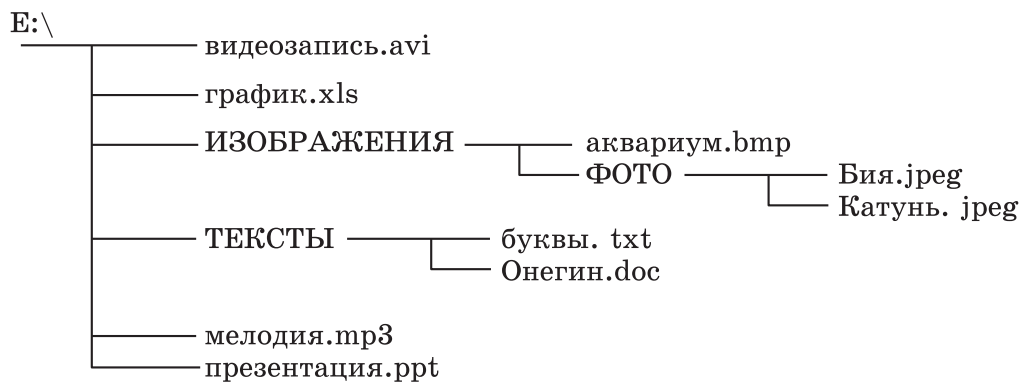 E:\
видеозапись.avi
график.xls
ИЗОБРАЖЕНИЯ аквариум.bmp
ФОТО Бия.jpeg
Катунь. jpeg
ТЕКСТЫ буквы. txt
Онегин.doc
мелодия.mp3
презентация.ppt